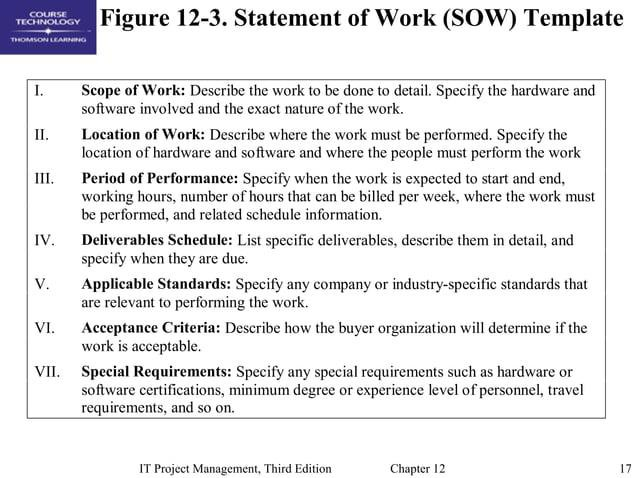 COURSE
TECHNOLOGY
THOMSON LEARNING
Figure 12-3. Statement of Work (SOW) Template
I. Scope of Work: Describe the work to be done to detail. Specify the hardware and
software involved and the exact nature of the work.
II. Location of Work: Describe where the work must be performed. Specify the
location of hardware and software and where the people must perform the work
III. Period of Performance: Specify when the work is expected to start and end,
working hours, number of hours that can be billed per week, where the work must
be performed, and related schedule information.
IV. Deliverables Schedule: List specific deliverables, describe them in detail, and
specify when they are due.
V. Applicable Standards: Specify any company or industry-specific standards that
are relevant to performing the work.
VI. Acceptance Criteria: Describe how the buyer organization will determine if the
work is acceptable.
VII. Special Requirements: Specify any special requirements such as hardware or
software certifications, minimum degree or experience level of personnel, travel
requirements, and so on.
IT Project Management, Third Edition Chapter 12 17